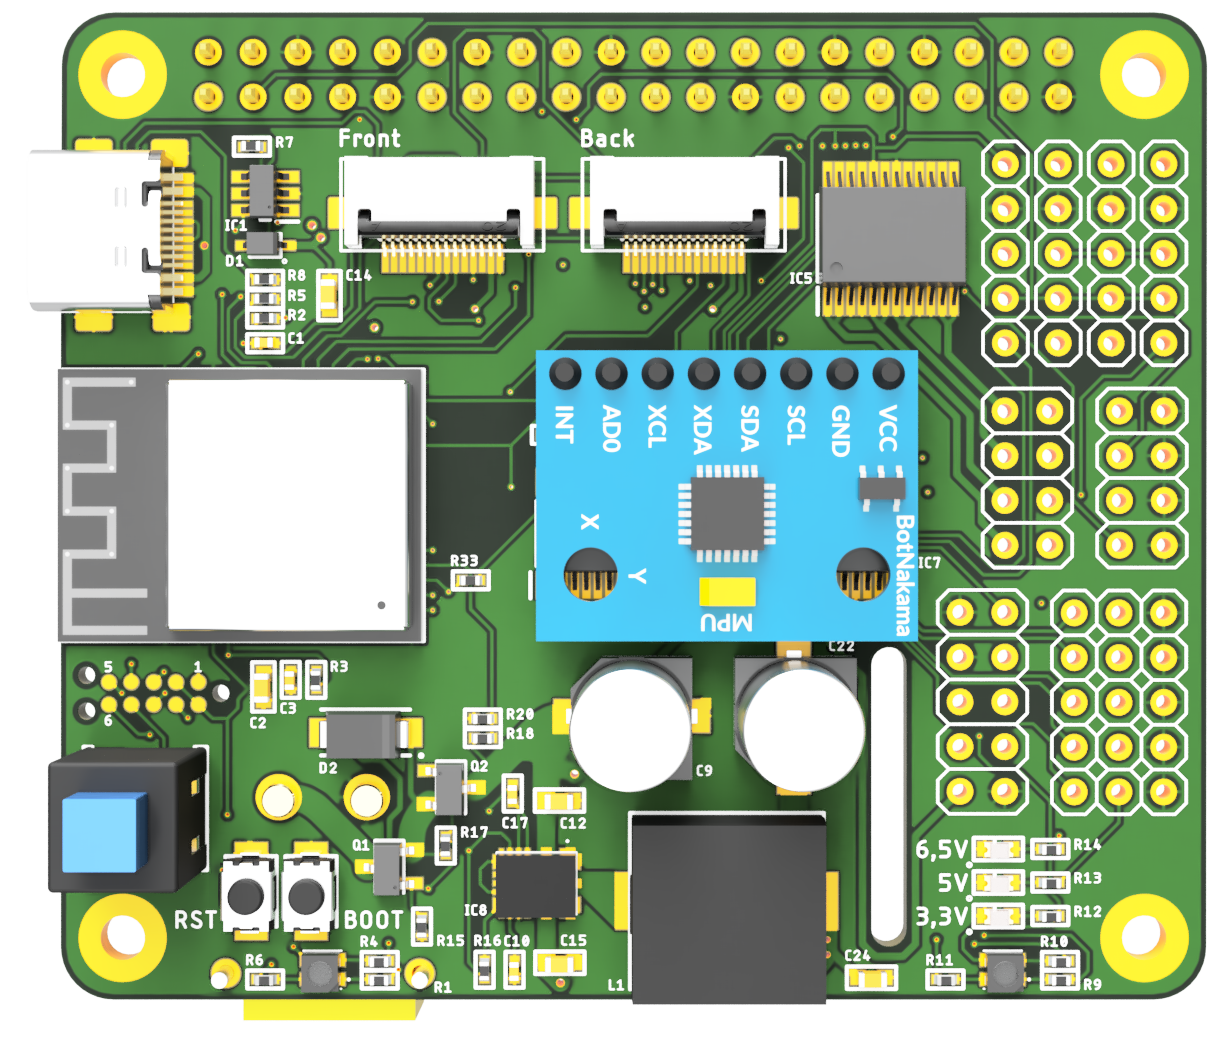 Front
Back
R7
IC1
D1
R8
C14
R5
R2
C1
IC5
INT
AD0
XCL
XDA
SDA
SCL
GND
VCC
X
Y
BotNakama
MPU
IC7
R33
C22
5
1
6
R3
C2
C3
R20
R18
D2
Q2
C9
C17
C12
R17
Q1
6,5V
R14
5V
R13
3,3V
R12
IC8
RST
BOOT
R15
R16
C10
C15
R4
R6
R1
L1
C24
R11
R10
R9